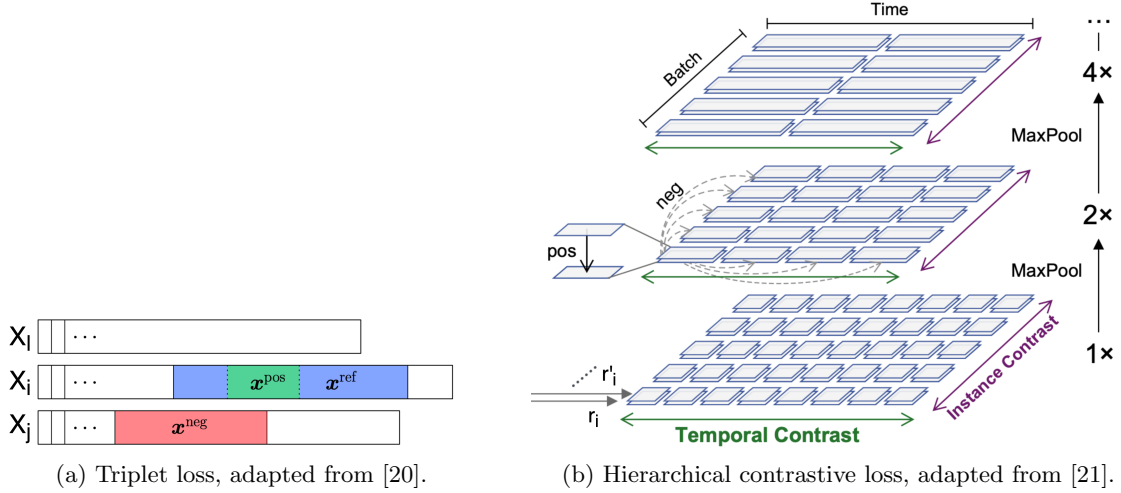 X_l ...
X_i ... x^pos x^ref
X_j ... x^neg
(a) Triplet loss, adapted from [20].
Time
Batch
...
4×
MaxPool
neg
pos
2×
MaxPool
1×
r'_i
r_i
Instance Contrast
Temporal Contrast
(b) Hierarchical contrastive loss, adapted from [21].